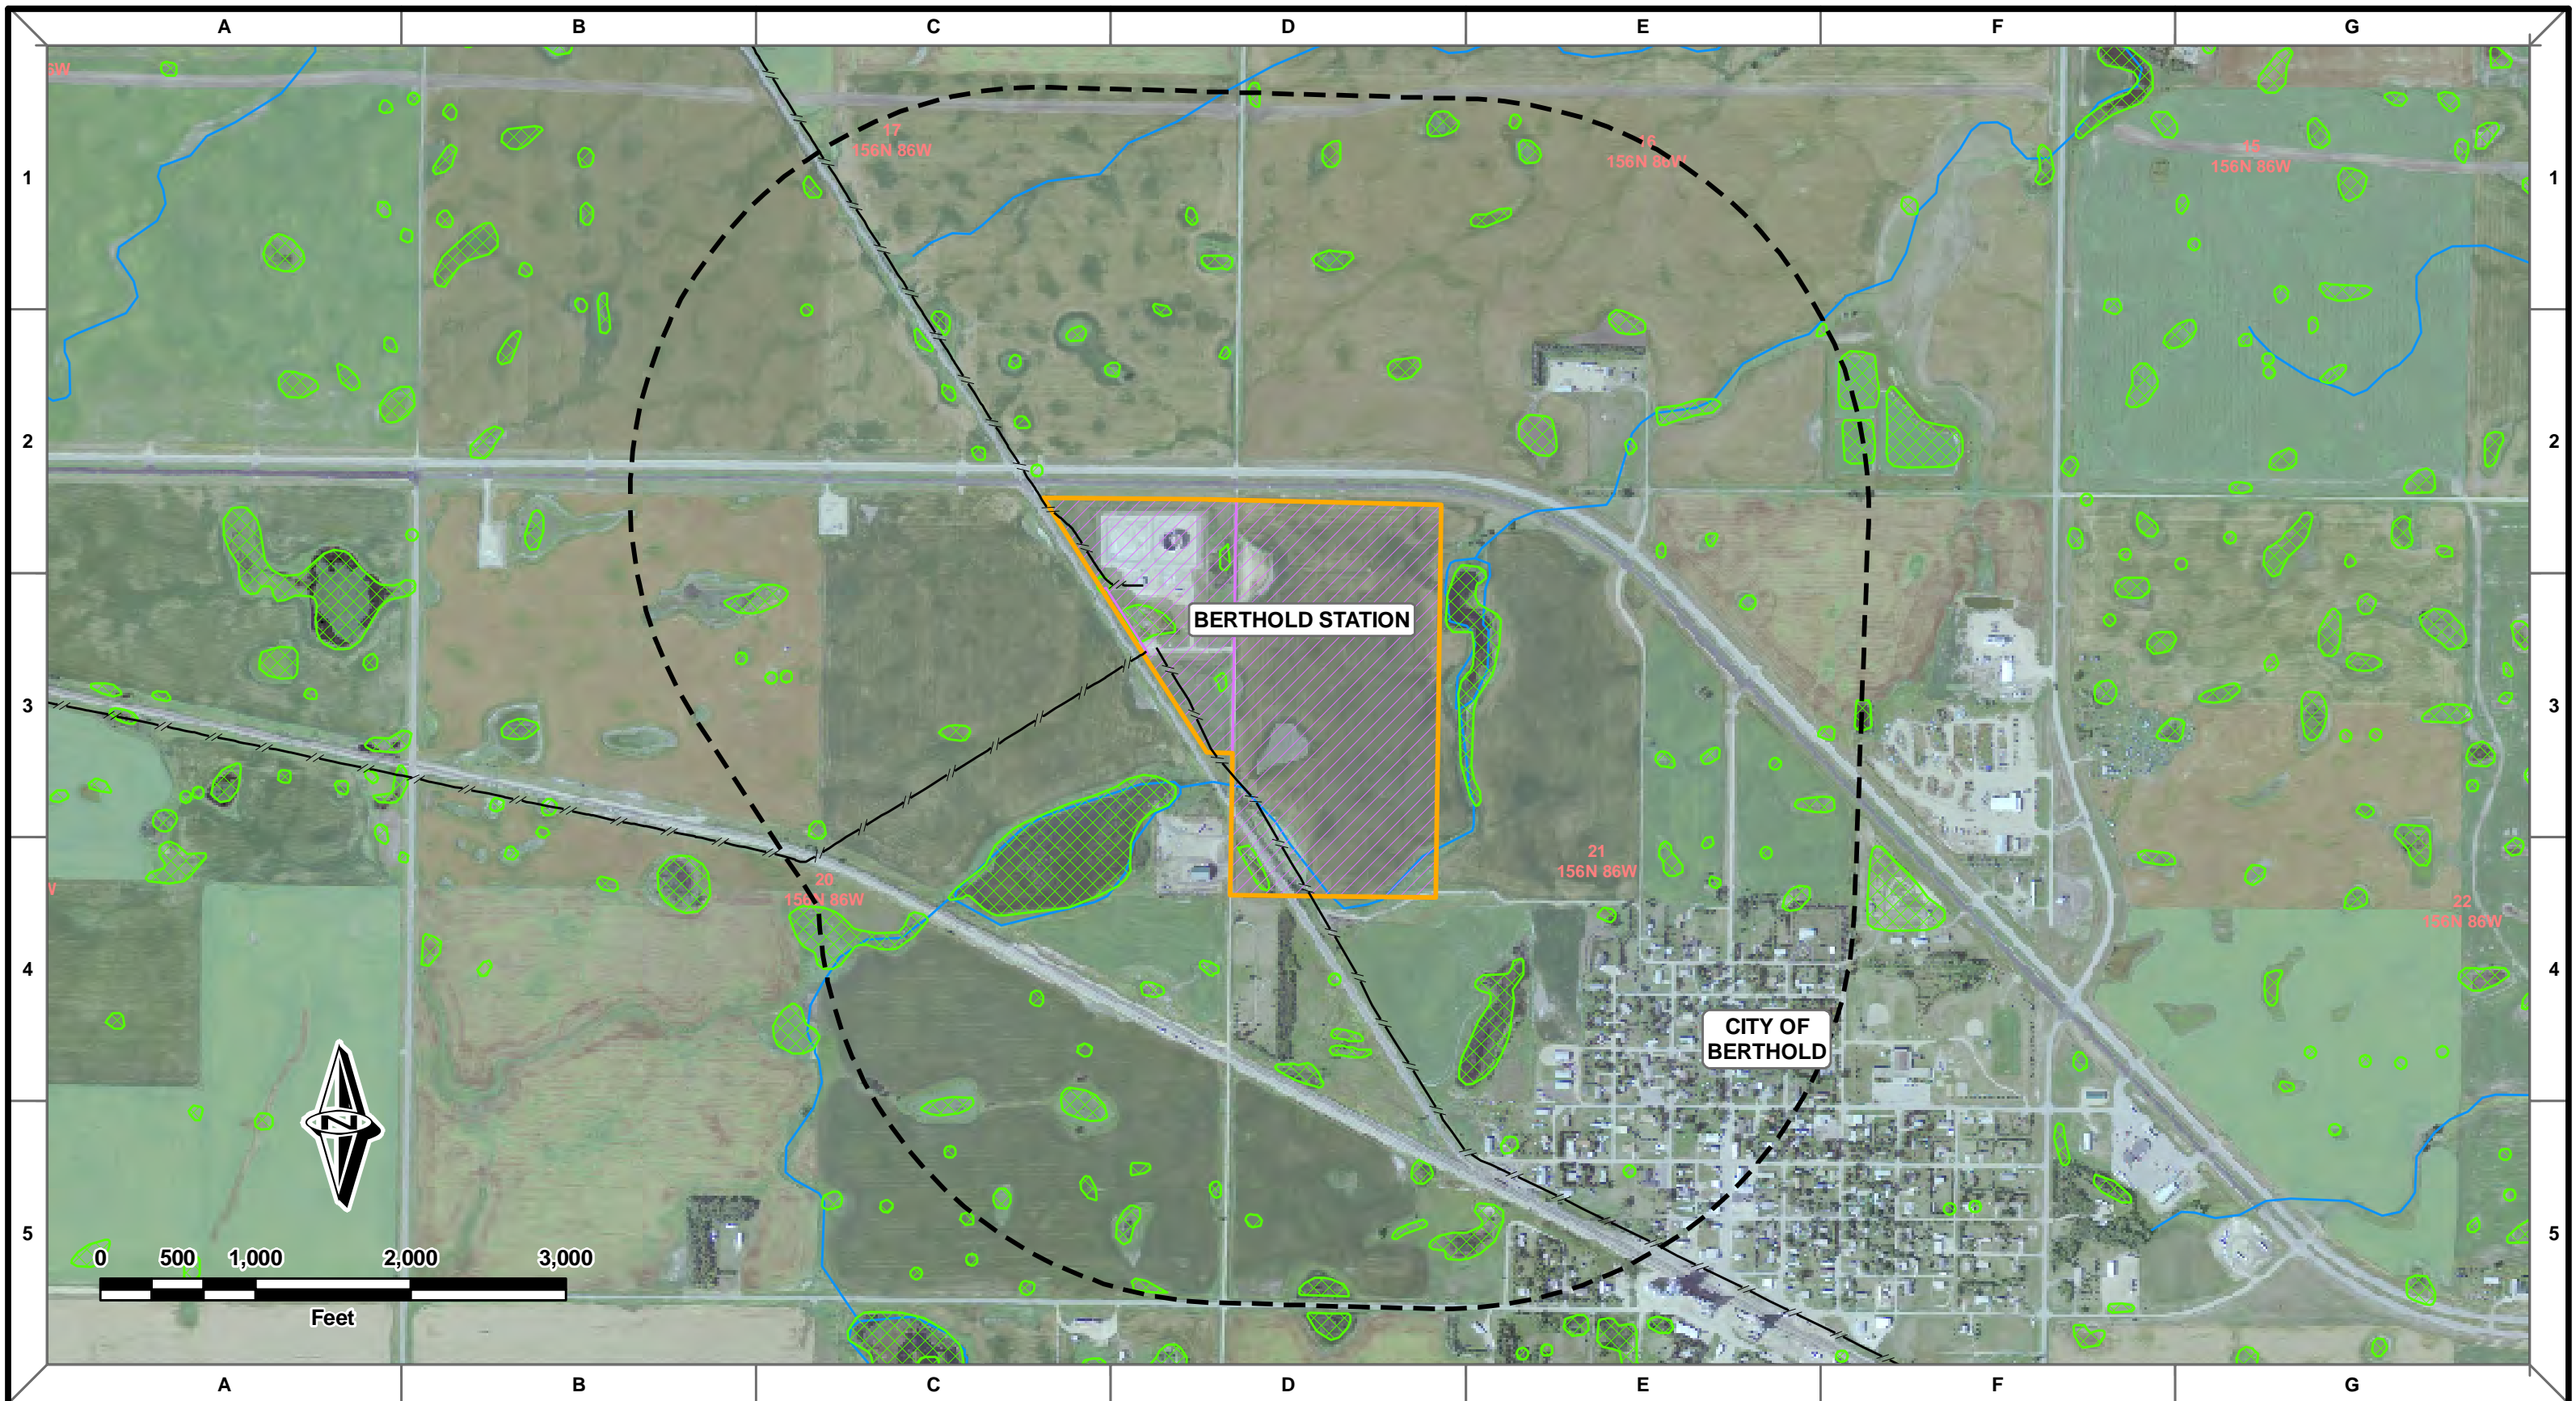 A B C D E F G
6W
17
156N 86W
16
156N 86W
15
156N 86W
1 1
2 2
BERTHOLD STATION
3 3
21
156N 86W
20
156N 86W
W
22
156N 86W
4 4
CITY OF
BERTHOLD
N
5 5
0 500 1,000 2,000 3,000
Feet
A B C D E F G